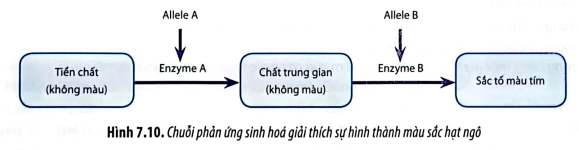 Allele A
Allele B
Tiền chất
(không màu)
Enzyme A
Chất trung gian
(không màu)
Enzyme B
Sắc tố màu tím
Hình 7.10. Chuỗi phản ứng sinh hoá giải thích sự hình thành màu sắc hạt ngô